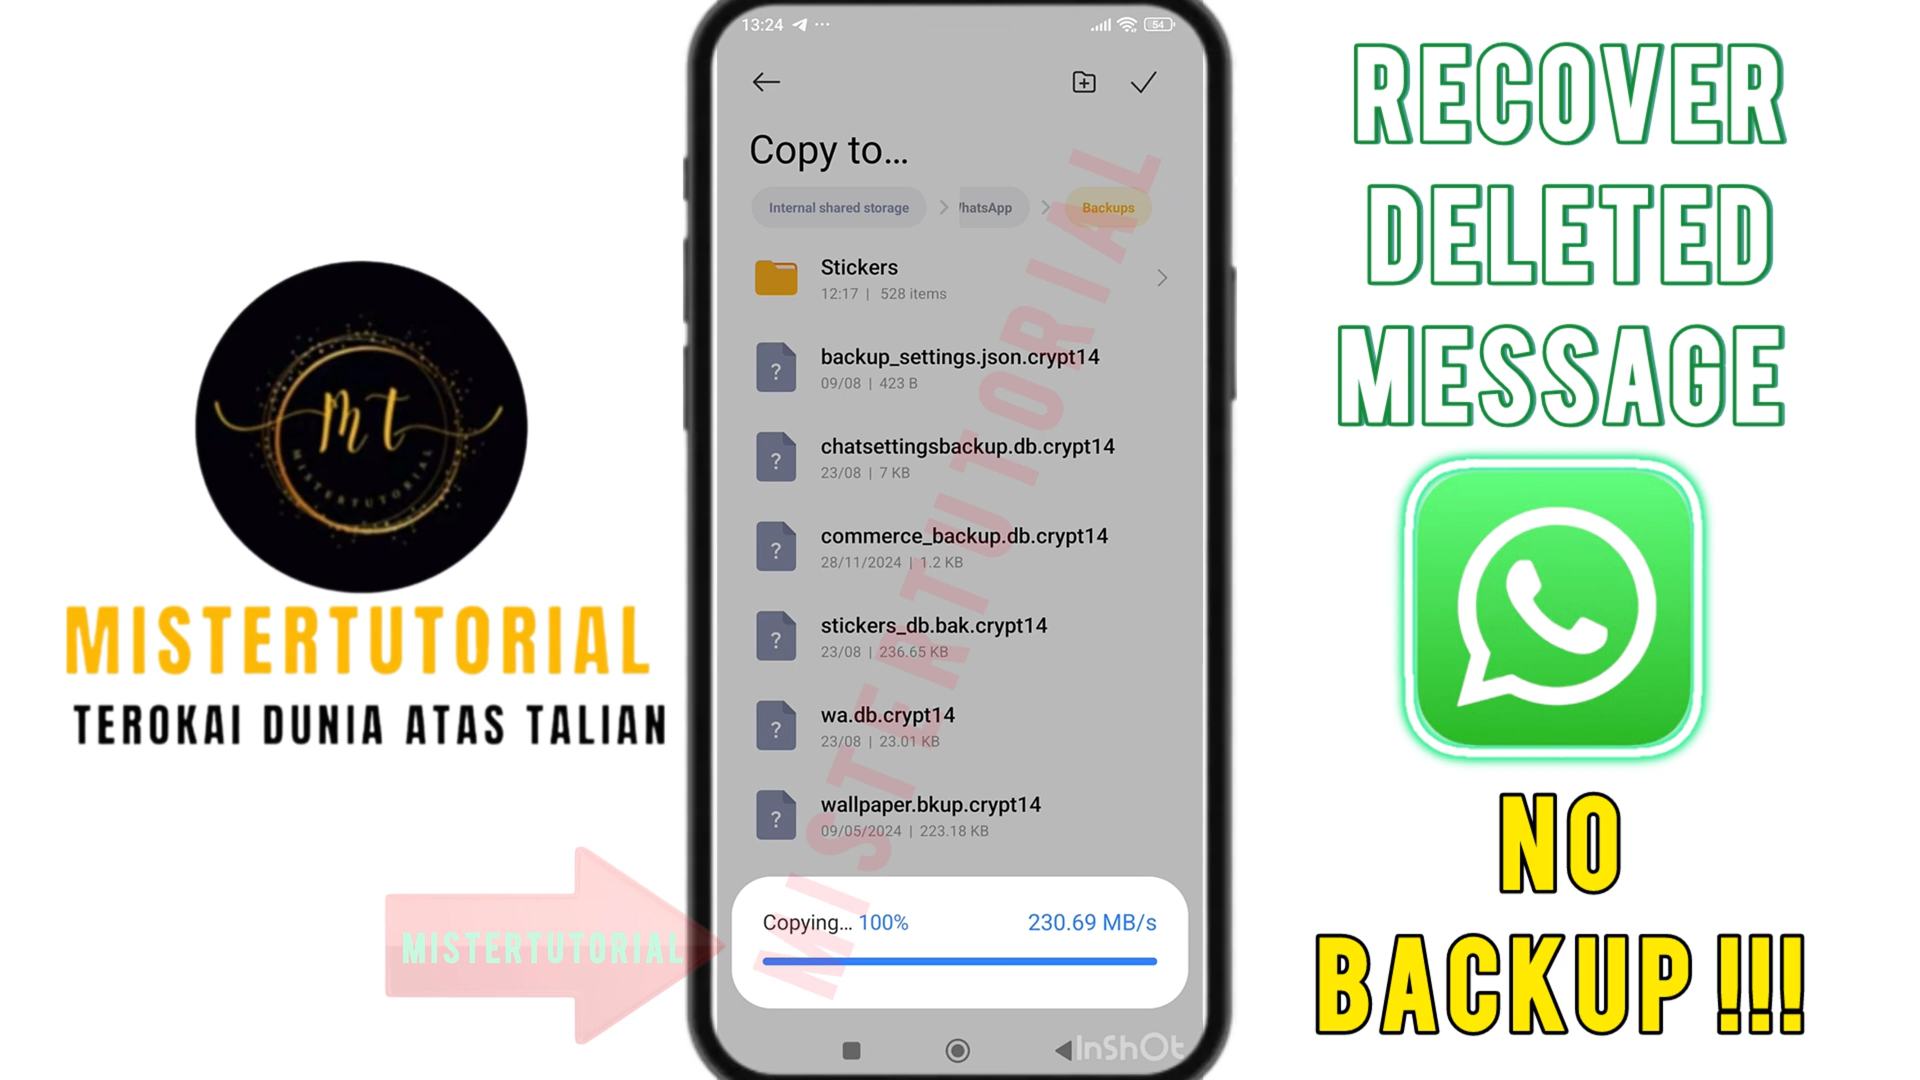 13:24
54
Copy to...
Internal shared storage
hatsApp
Backups
Stickers
12:17 | 528 items
backup_settings.json.crypt14
09/08 | 423 B
chatsettingsbackup.db.crypt14
23/08 | 7 KB
commerce_backup.db.crypt14
28/11/2024 | 1.2 KB
stickers_db.bak.crypt14
23/08 | 236.65 KB
wa.db.crypt14
23/08 | 23.01 KB
wallpaper.bkup.crypt14
09/05/2024 | 223.18 KB
Copying... 100%
230.69 MB/s
MISTERTUTORIAL
InShOt
Mt
MISTERTUTORIAL
MISTERTUTORIAL
TEROKAI DUNIA ATAS TALIAN
MISTERTUTORIAL
RECOVER
DELETED
MESSAGE
NO
BACKUP !!!